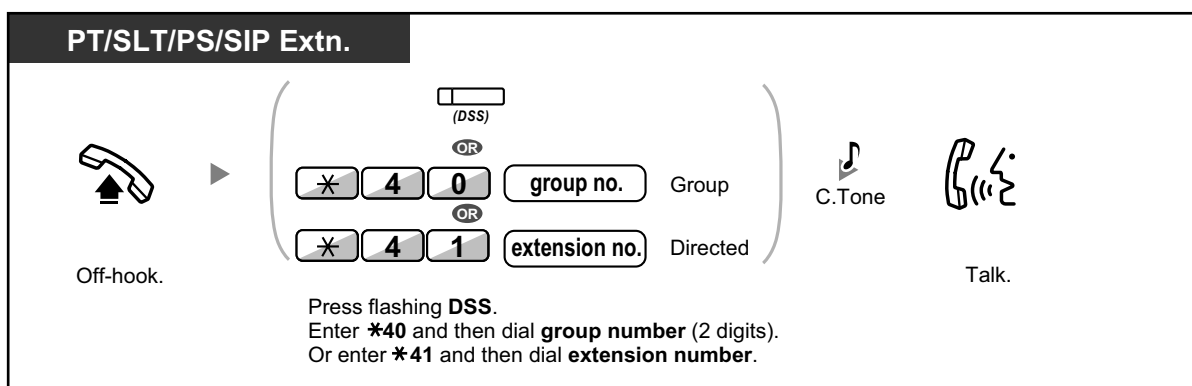 PT/SLT/PS/SIP Extn.
(DSS)
OR
* 4 0 group no. Group
OR
* 4 1 extension no. Directed
C.Tone
Off-hook.
Talk.
Press flashing DSS.
Enter *40 and then dial group number (2 digits).
Or enter *41 and then dial extension number.